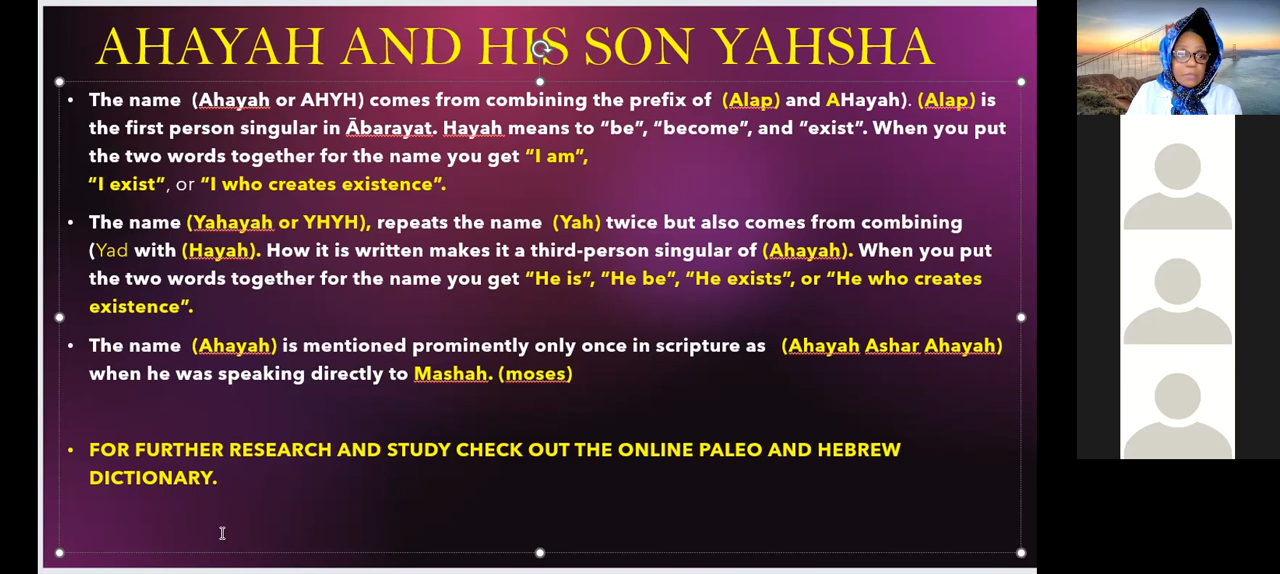 AHAYAH AND HIS SON YAHSHA
• The name (Ahayah or AHYH) comes from combining the prefix of (Alap) and AHayah). (Alap) is
the first person singular in Ābarayat. Hayah means to “be”, “become”, and “exist”. When you put
the two words together for the name you get “I am”,
“I exist”, or “I who creates existence”.
• The name (Yahayah or YHYH), repeats the name (Yah) twice but also comes from combining
(Yad with (Hayah). How it is written makes it a third-person singular of (Ahayah). When you put
the two words together for the name you get “He is”, “He be”, “He exists”, or “He who creates
existence”.
• The name (Ahayah) is mentioned prominently only once in scripture as (Ahayah Ashar Ahayah)
when he was speaking directly to Mashah. (moses)
• FOR FURTHER RESEARCH AND STUDY CHECK OUT THE ONLINE PALEO AND HEBREW
DICTIONARY.